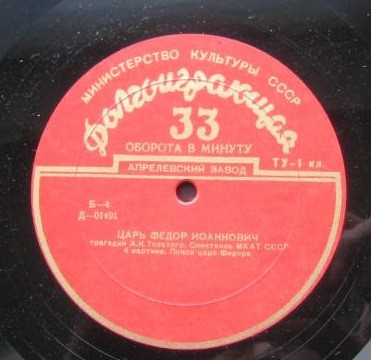 МИНИСТЕРСТВО КУЛЬТУРЫ СССР
Долгоиграющая
33
ОБОРОТА В МИНУТУ
ТУ-1 кл.
АПРЕЛЕВСКИЙ ЗАВОД
Б—4
Д—01491
ЦАРЬ ФЕДОР ИОАННОВИЧ
трагедия А.К.Толстого. Спектакль МХАТ СССР
4 картина. Покои царя Федора.